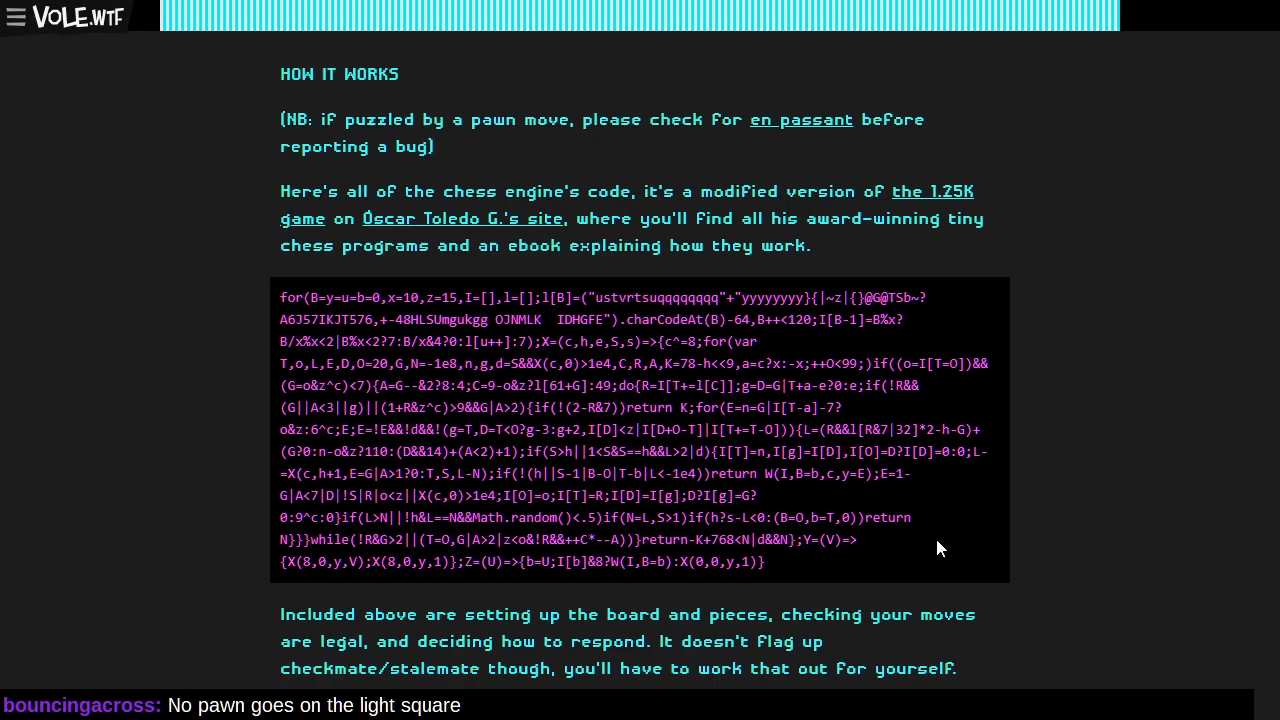 VOLE.WTF
HOW IT WORKS
(NB: if puzzled by a pawn move, please check for en passant before
reporting a bug)
Here's all of the chess engine's code, it's a modified version of the 1.25K
game on Óscar Toledo G.'s site, where you'll find all his award-winning tiny
chess programs and an ebook explaining how they work.
for(B=y=u=b=0,x=10,z=15,I=[],l=[];l[B]=("ustvrtsuqqqqqqqq"+"yyyyyyyy}{|~z|{}@G@TSb~?
A6J57IKJT576,+-48HLSUmgukgg OJNMLK  IDHGFE").charCodeAt(B)-64,B++<120;I[B-1]=B%x?
B/x%x<2|B%x<2?7:B/x&4?0:l[u++]:7);X=(c,h,e,S,s)=>{c^=8;for(var
T,o,L,E,D,O=20,G,N=-1e8,n,g,d=S&&X(c,0)>1e4,C,R,A,K=78-h<<9,a=c?x:-x;++O<99;)if((o=I[T=O])&&
(G=o&z^c)<7){A=G--&2?8:4;C=9-o&z?l[61+G]:49;do{R=I[T+=l[C]];g=D=G|T+a-e?0:e;if(!R&&
(G||A<3||g)||(1+R&z^c)>9&&G|A>2){if(!(2-R&7))return K;for(E=n=G|I[T-a]-7?
o&z:6^c;E;E=!E&&!d&&!(g=T,D=T<O?g-3:g+2,I[D]<z|I[D+O-T]|I[T+=T-O])){L=(R&&l[R&7|32]*2-h-G)+
(G?0:n-o&z?110:(D&&14)+(A<2)+1);if(S>h||1<S&S==h&&L>2|d){I[T]=n,I[g]=I[D],I[O]=D?I[D]=0:0;L-
=X(c,h+1,E=G|A>1?0:T,S,L-N);if(!(h||S-1|B-O|T-b|L<-1e4))return W(I,B=b,c,y=E);E=1-
G|A<7|D|!S|R|o<z||X(c,0)>1e4;I[O]=o;I[T]=R;I[D]=I[g];D?I[g]=G?
0:9^c:0}if(L>N||!h&L==N&&Math.random()<.5)if(N=L,S>1)if(h?s-L<0:(B=O,b=T,0))return
N}}}while(!R&G>2||(T=O,G|A>2|z<o&!R&&++C*--A))}return-K+768<N|d&&N};Y=(V)=>
{X(8,0,y,V);X(8,0,y,1)};Z=(U)=>{b=U;I[b]&8?W(I,B=b):X(0,0,y,1)}
Included above are setting up the board and pieces, checking your moves
are legal, and deciding how to respond. It doesn't flag up
checkmate/stalemate though, you'll have to work that out for yourself.
bouncingacross: No pawn goes on the light square